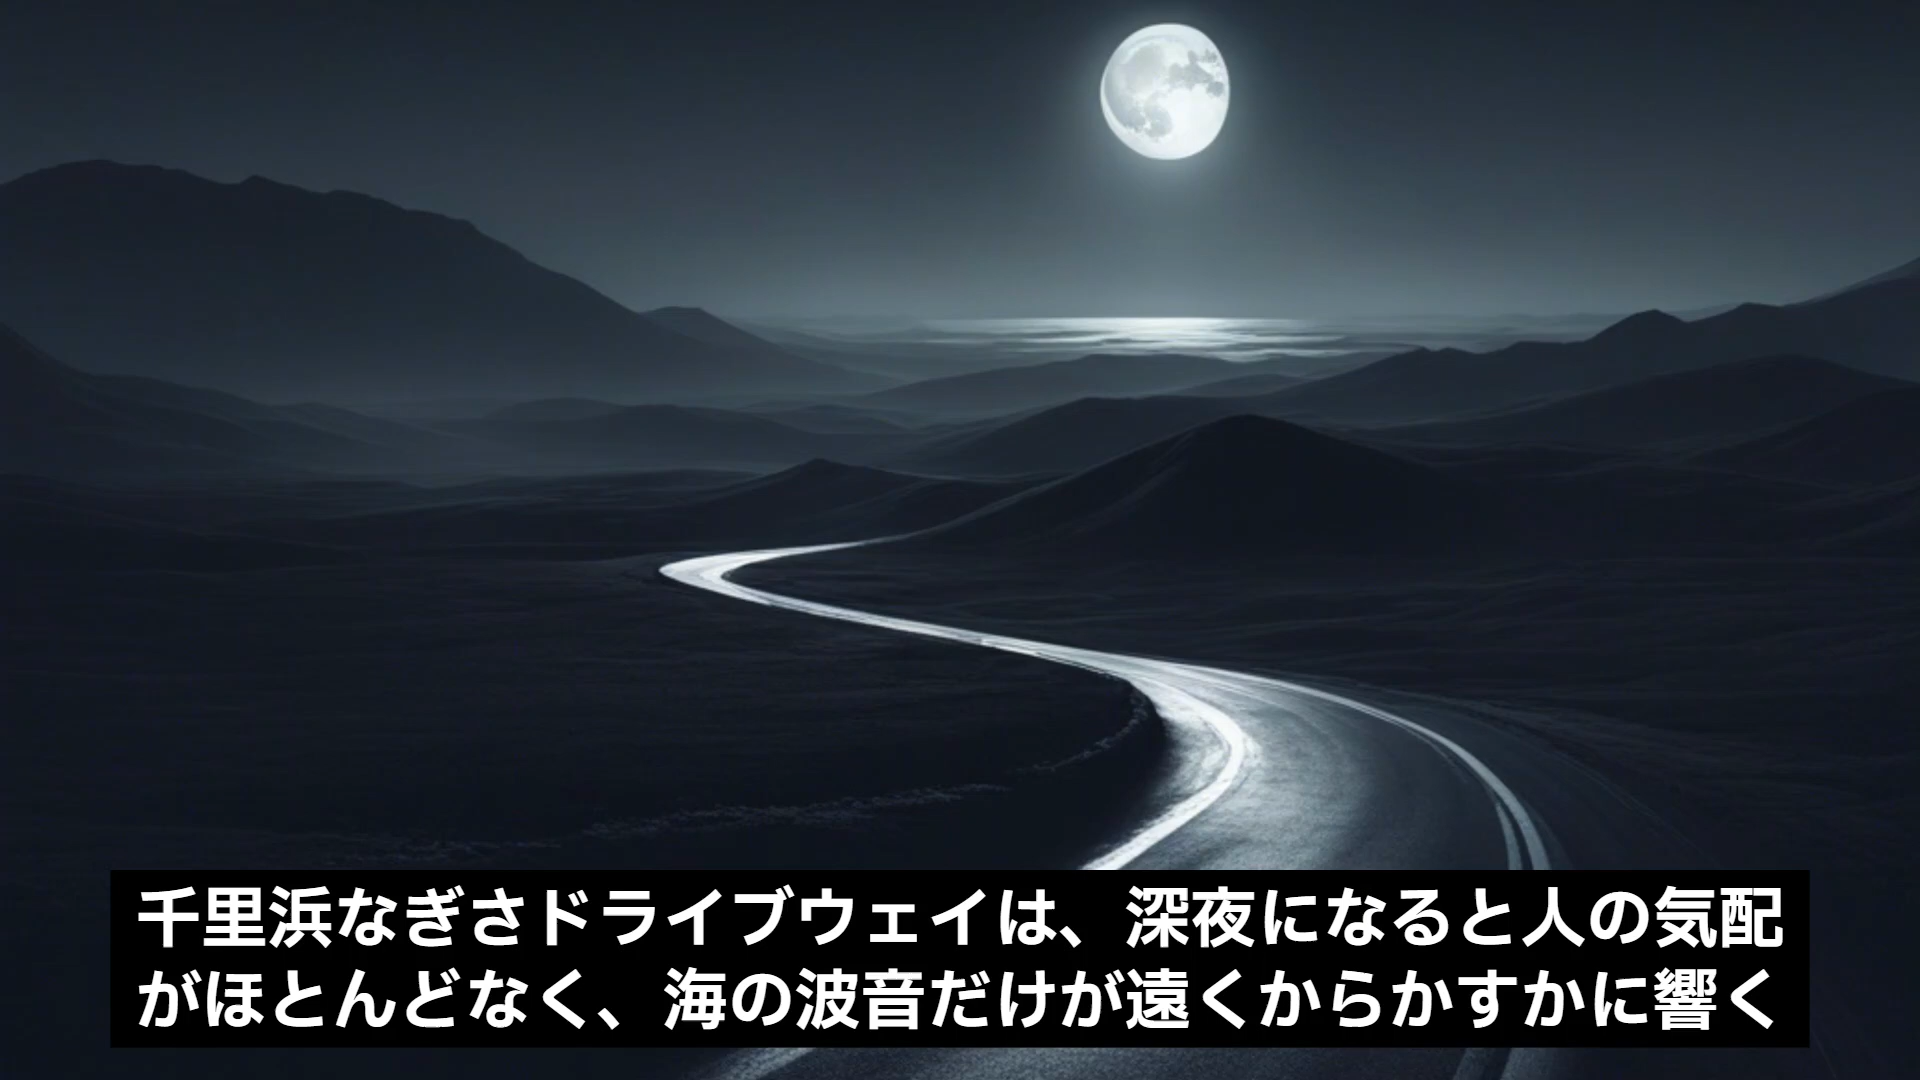 千里浜なぎさドライブウェイは、深夜になると人の気配
がほとんどなく、海の波音だけが遠くからかすかに響く